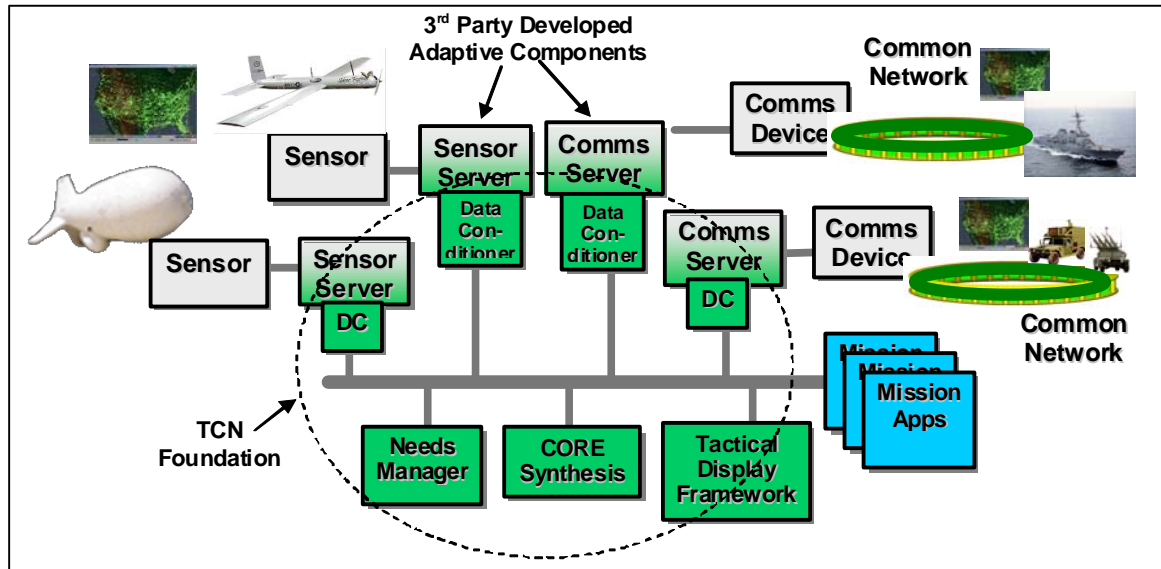 3rd Party Developed
Adaptive Components
Common
Network
Comms
Device
Sensor
Sensor
Server
Comms
Server
Data
Con-
ditioner
Data
Con-
ditioner
Sensor
Sensor
Server
DC
Comms
Server
DC
Comms
Device
Common
Network
Mission
Mission
Mission
Apps
TCN
Foundation
Needs
Manager
CORE
Synthesis
Tactical
Display
Framework